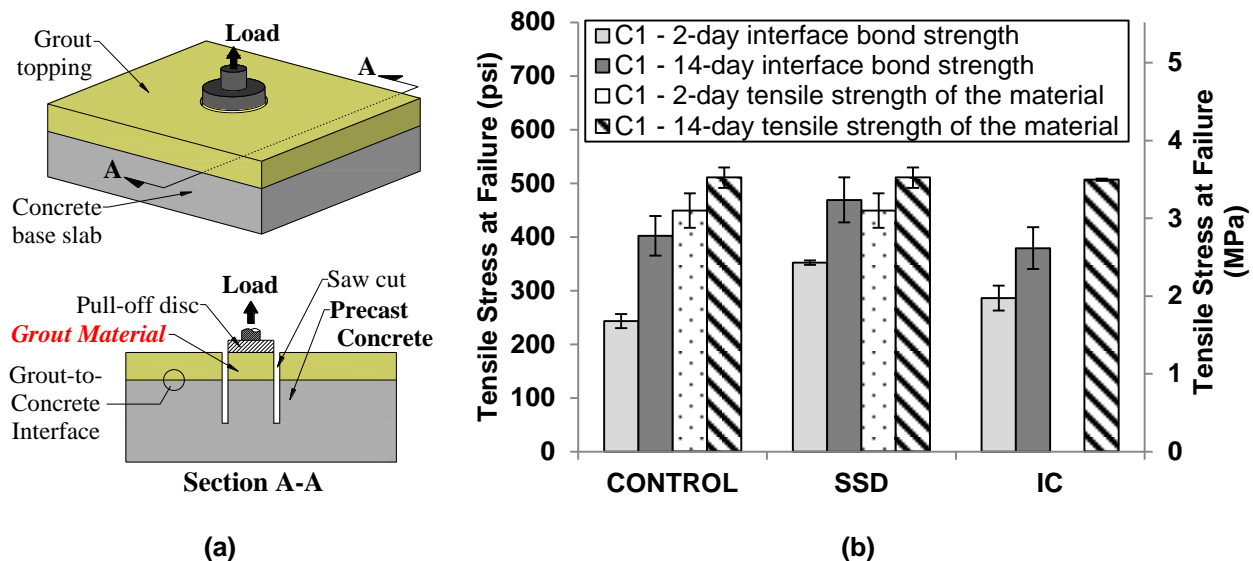 Load
Grout
topping
A
A
Concrete
base slab
Load
Saw cut
Pull-off disc
Precast
Grout Material
Concrete
Grout-to-
Concrete
Interface
Section A-A
(a)
Tensile Stress at Failure (psi)
800
700
600
500
400
300
200
100
0
C1 - 2-day interface bond strength
C1 - 14-day interface bond strength
C1 - 2-day tensile strength of the material
C1 - 14-day tensile strength of the material
CONTROL
SSD
IC
5
4
3
2
1
0
Tensile Stress at Failure
(MPa)
(b)